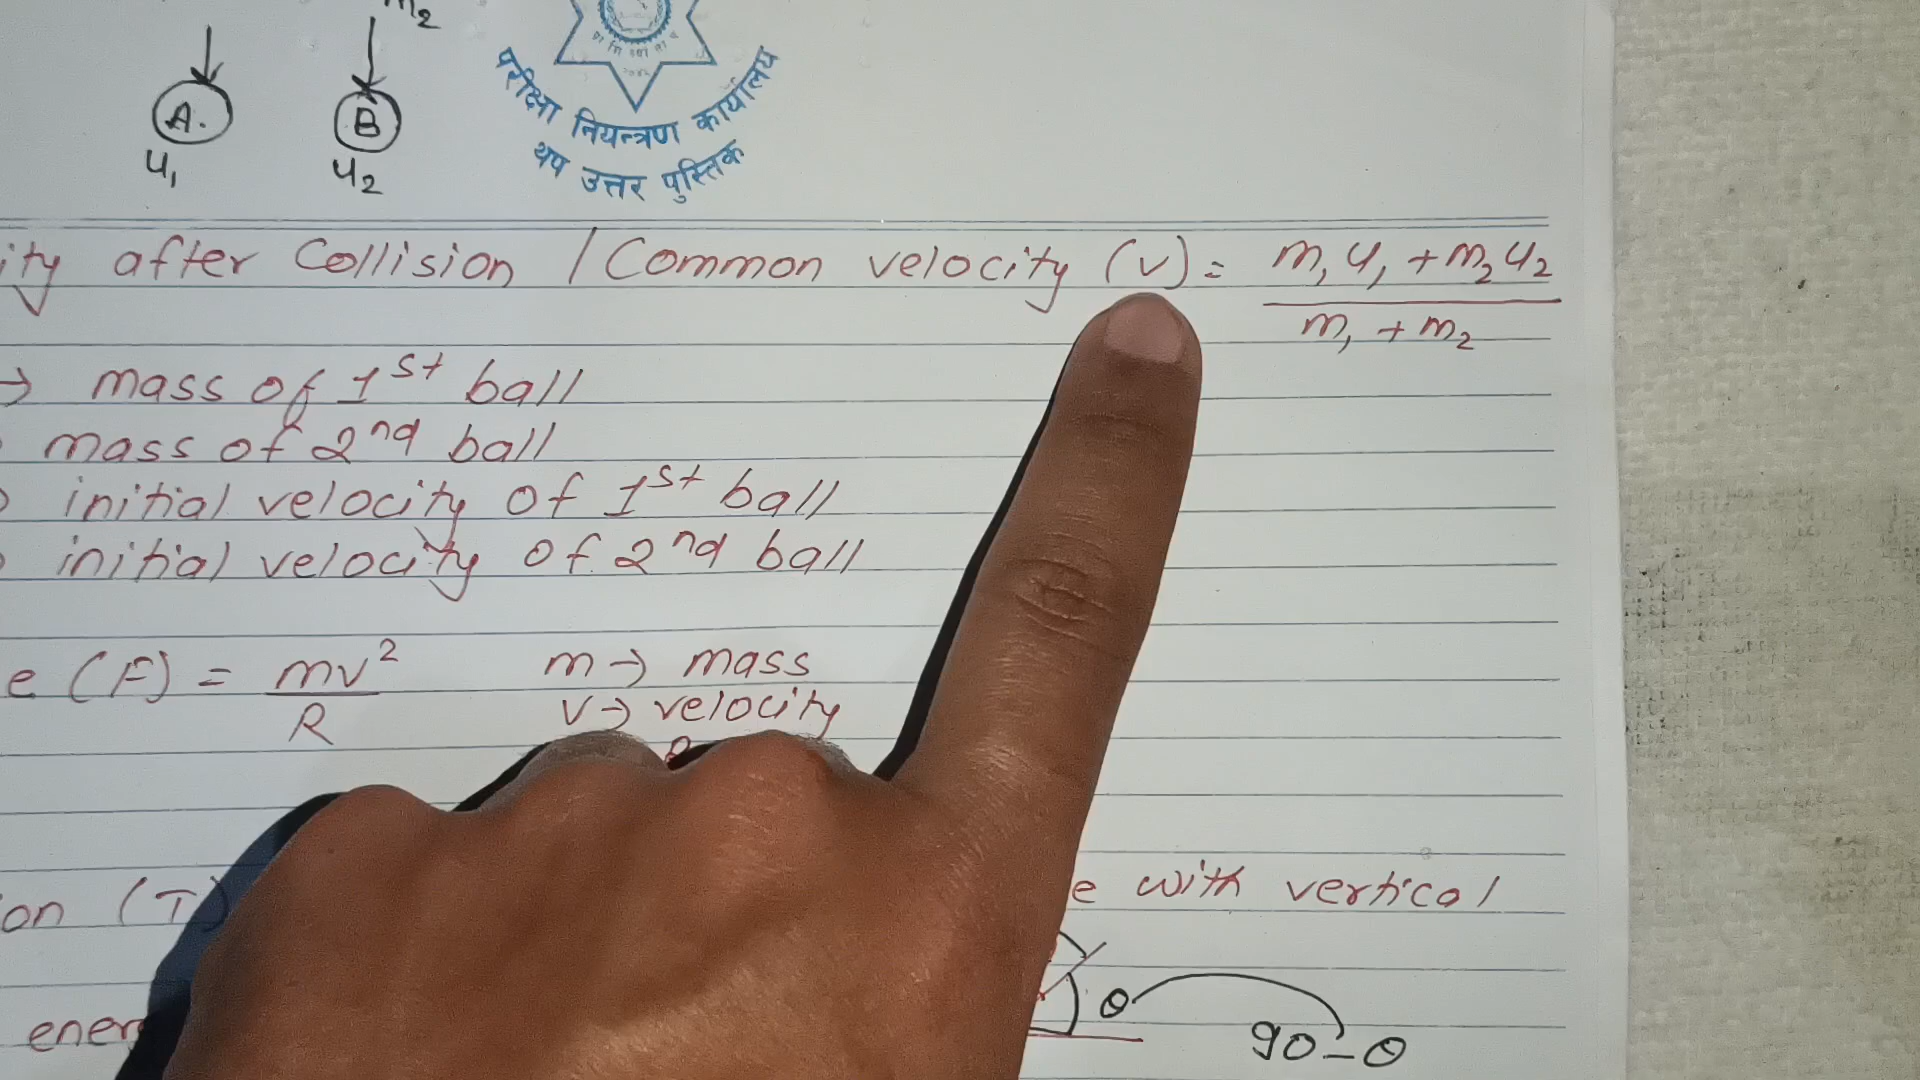 m₂
A. B
u₁ u₂
परीक्षा नियन्त्रण कार्यालय
थप उत्तर पुस्तिका
ity after Collision / Common velocity (v) = m₁u₁ + m₂u₂
m₁ + m₂
→ mass of 1st ball
mass of 2nd ball
initial velocity of 1st ball
initial velocity of 2nd ball
e (F) = mv²
R
m → mass
v → velocity
R
on (T) e with vertical
θ
90 - θ
ener